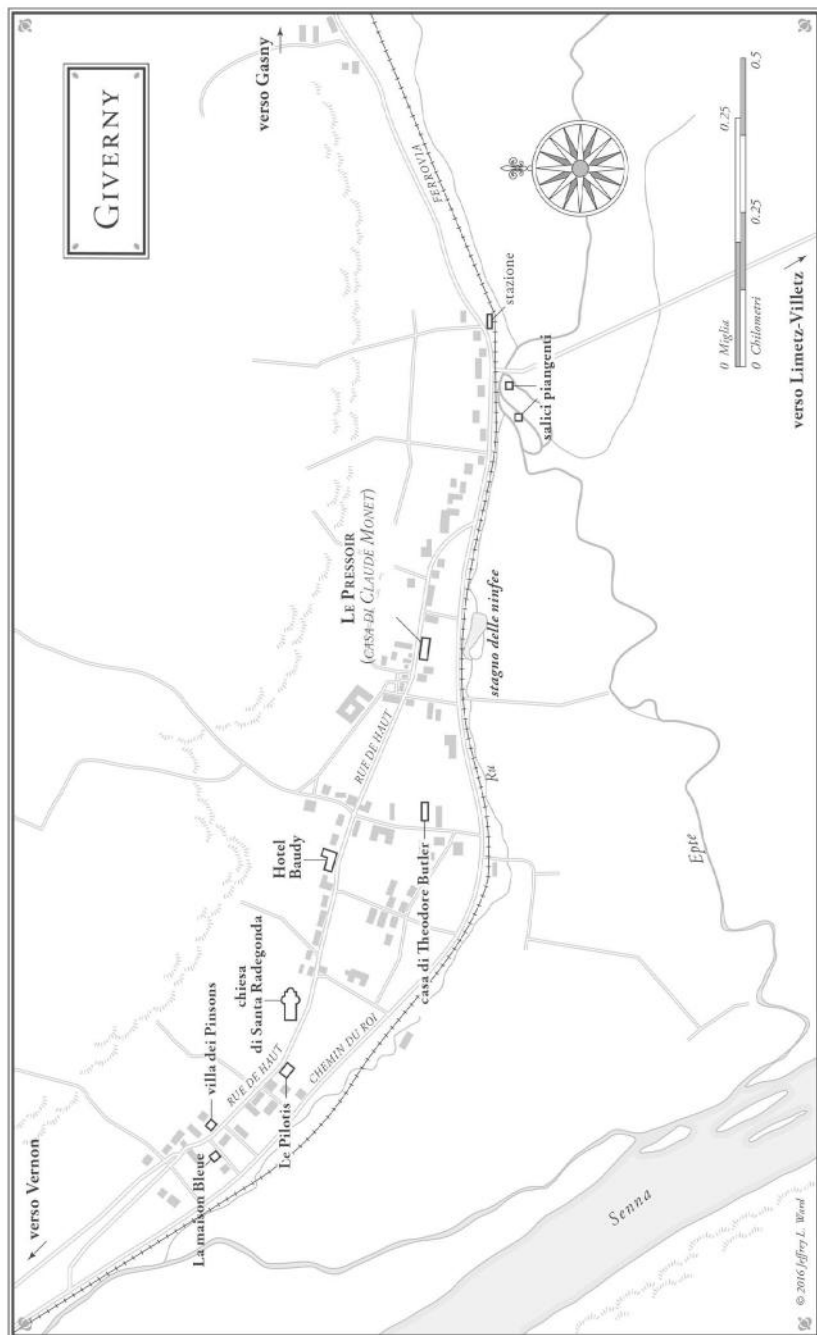 GIVERNY
verso Vernon
verso Gasny
La maison Bleue
villa dei Pinsons
RUE DE HAUT
chiesa
di Santa Radegonda
Le Pilotis
CHEMIN DU ROI
Hotel
Baudy
RUE DE HAUT
LE PRESSOIR
(CASA DI CLAUDE MONET)
casa di Theodore Butler
Ru
stagno delle ninfee
FERROVIA
stazione
salici piangenti
Epte
Senna
0 Miglia 0.25
0 Chilometri 0.25 0.5
verso Limetz-Villetz
© 2016 Jeffrey L. Ward